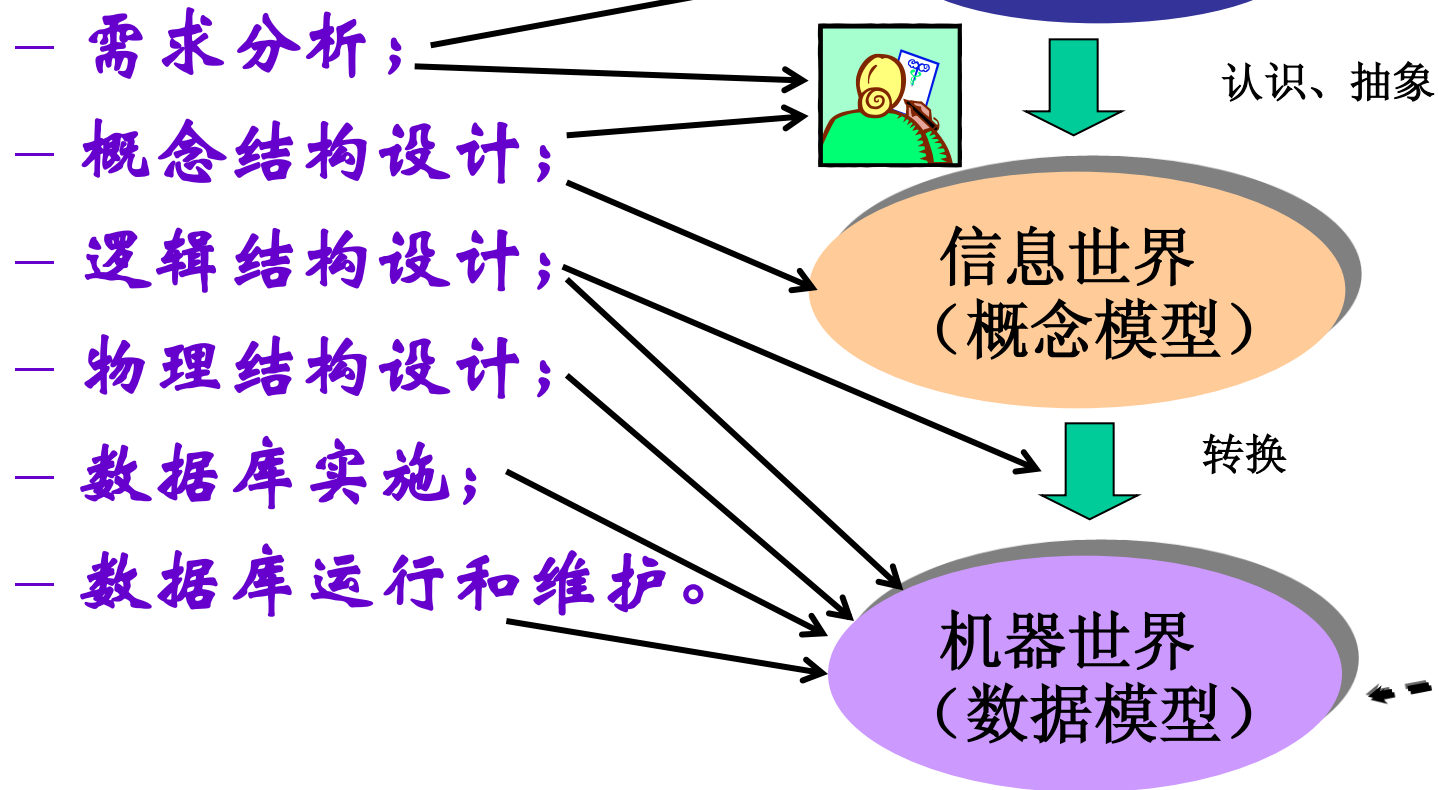 — 需求分析；
— 概念结构设计；
— 逻辑结构设计；
— 物理结构设计；
— 数据库实施；
— 数据库运行和维护。
认识、抽象
信息世界
（概念模型）
转换
机器世界
（数据模型）